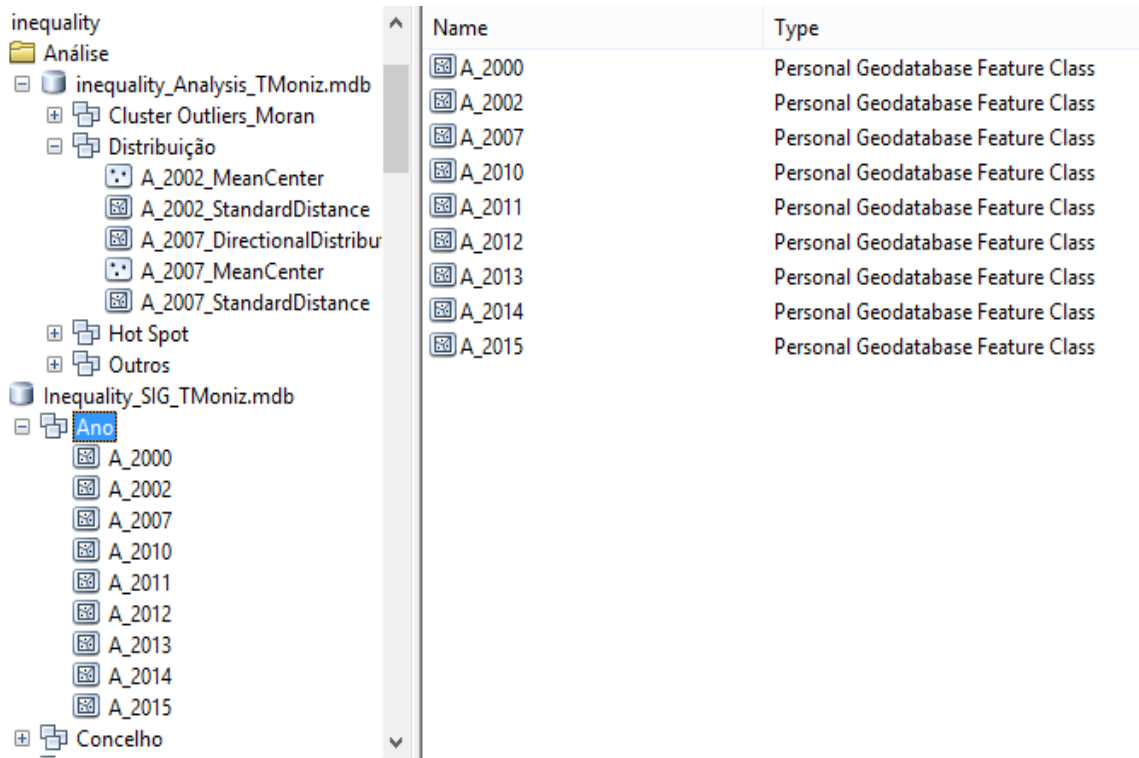 inequality
Análise
inequality_Analysis_TMoniz.mdb
Cluster Outliers_Moran
Distribuição
A_2002_MeanCenter
A_2002_StandardDistance
A_2007_DirectionalDistribu
A_2007_MeanCenter
A_2007_StandardDistance
Hot Spot
Outros
Inequality_SIG_TMoniz.mdb
Ano
A_2000
A_2002
A_2007
A_2010
A_2011
A_2012
A_2013
A_2014
A_2015
Concelho
Name Type
A_2000 Personal Geodatabase Feature Class
A_2002 Personal Geodatabase Feature Class
A_2007 Personal Geodatabase Feature Class
A_2010 Personal Geodatabase Feature Class
A_2011 Personal Geodatabase Feature Class
A_2012 Personal Geodatabase Feature Class
A_2013 Personal Geodatabase Feature Class
A_2014 Personal Geodatabase Feature Class
A_2015 Personal Geodatabase Feature Class